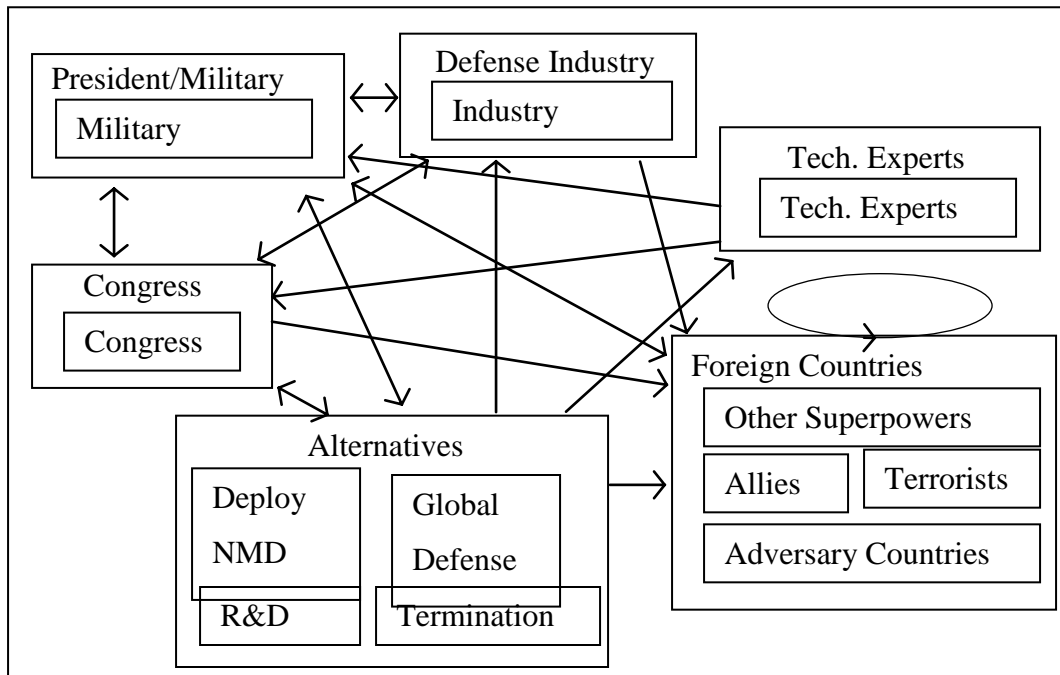 President/Military
Military
Defense Industry
Industry
Tech. Experts
Tech. Experts
Congress
Congress
Foreign Countries
Other Superpowers
Allies
Terrorists
Adversary Countries
Alternatives
Deploy
NMD
Global
Defense
R&D
Termination